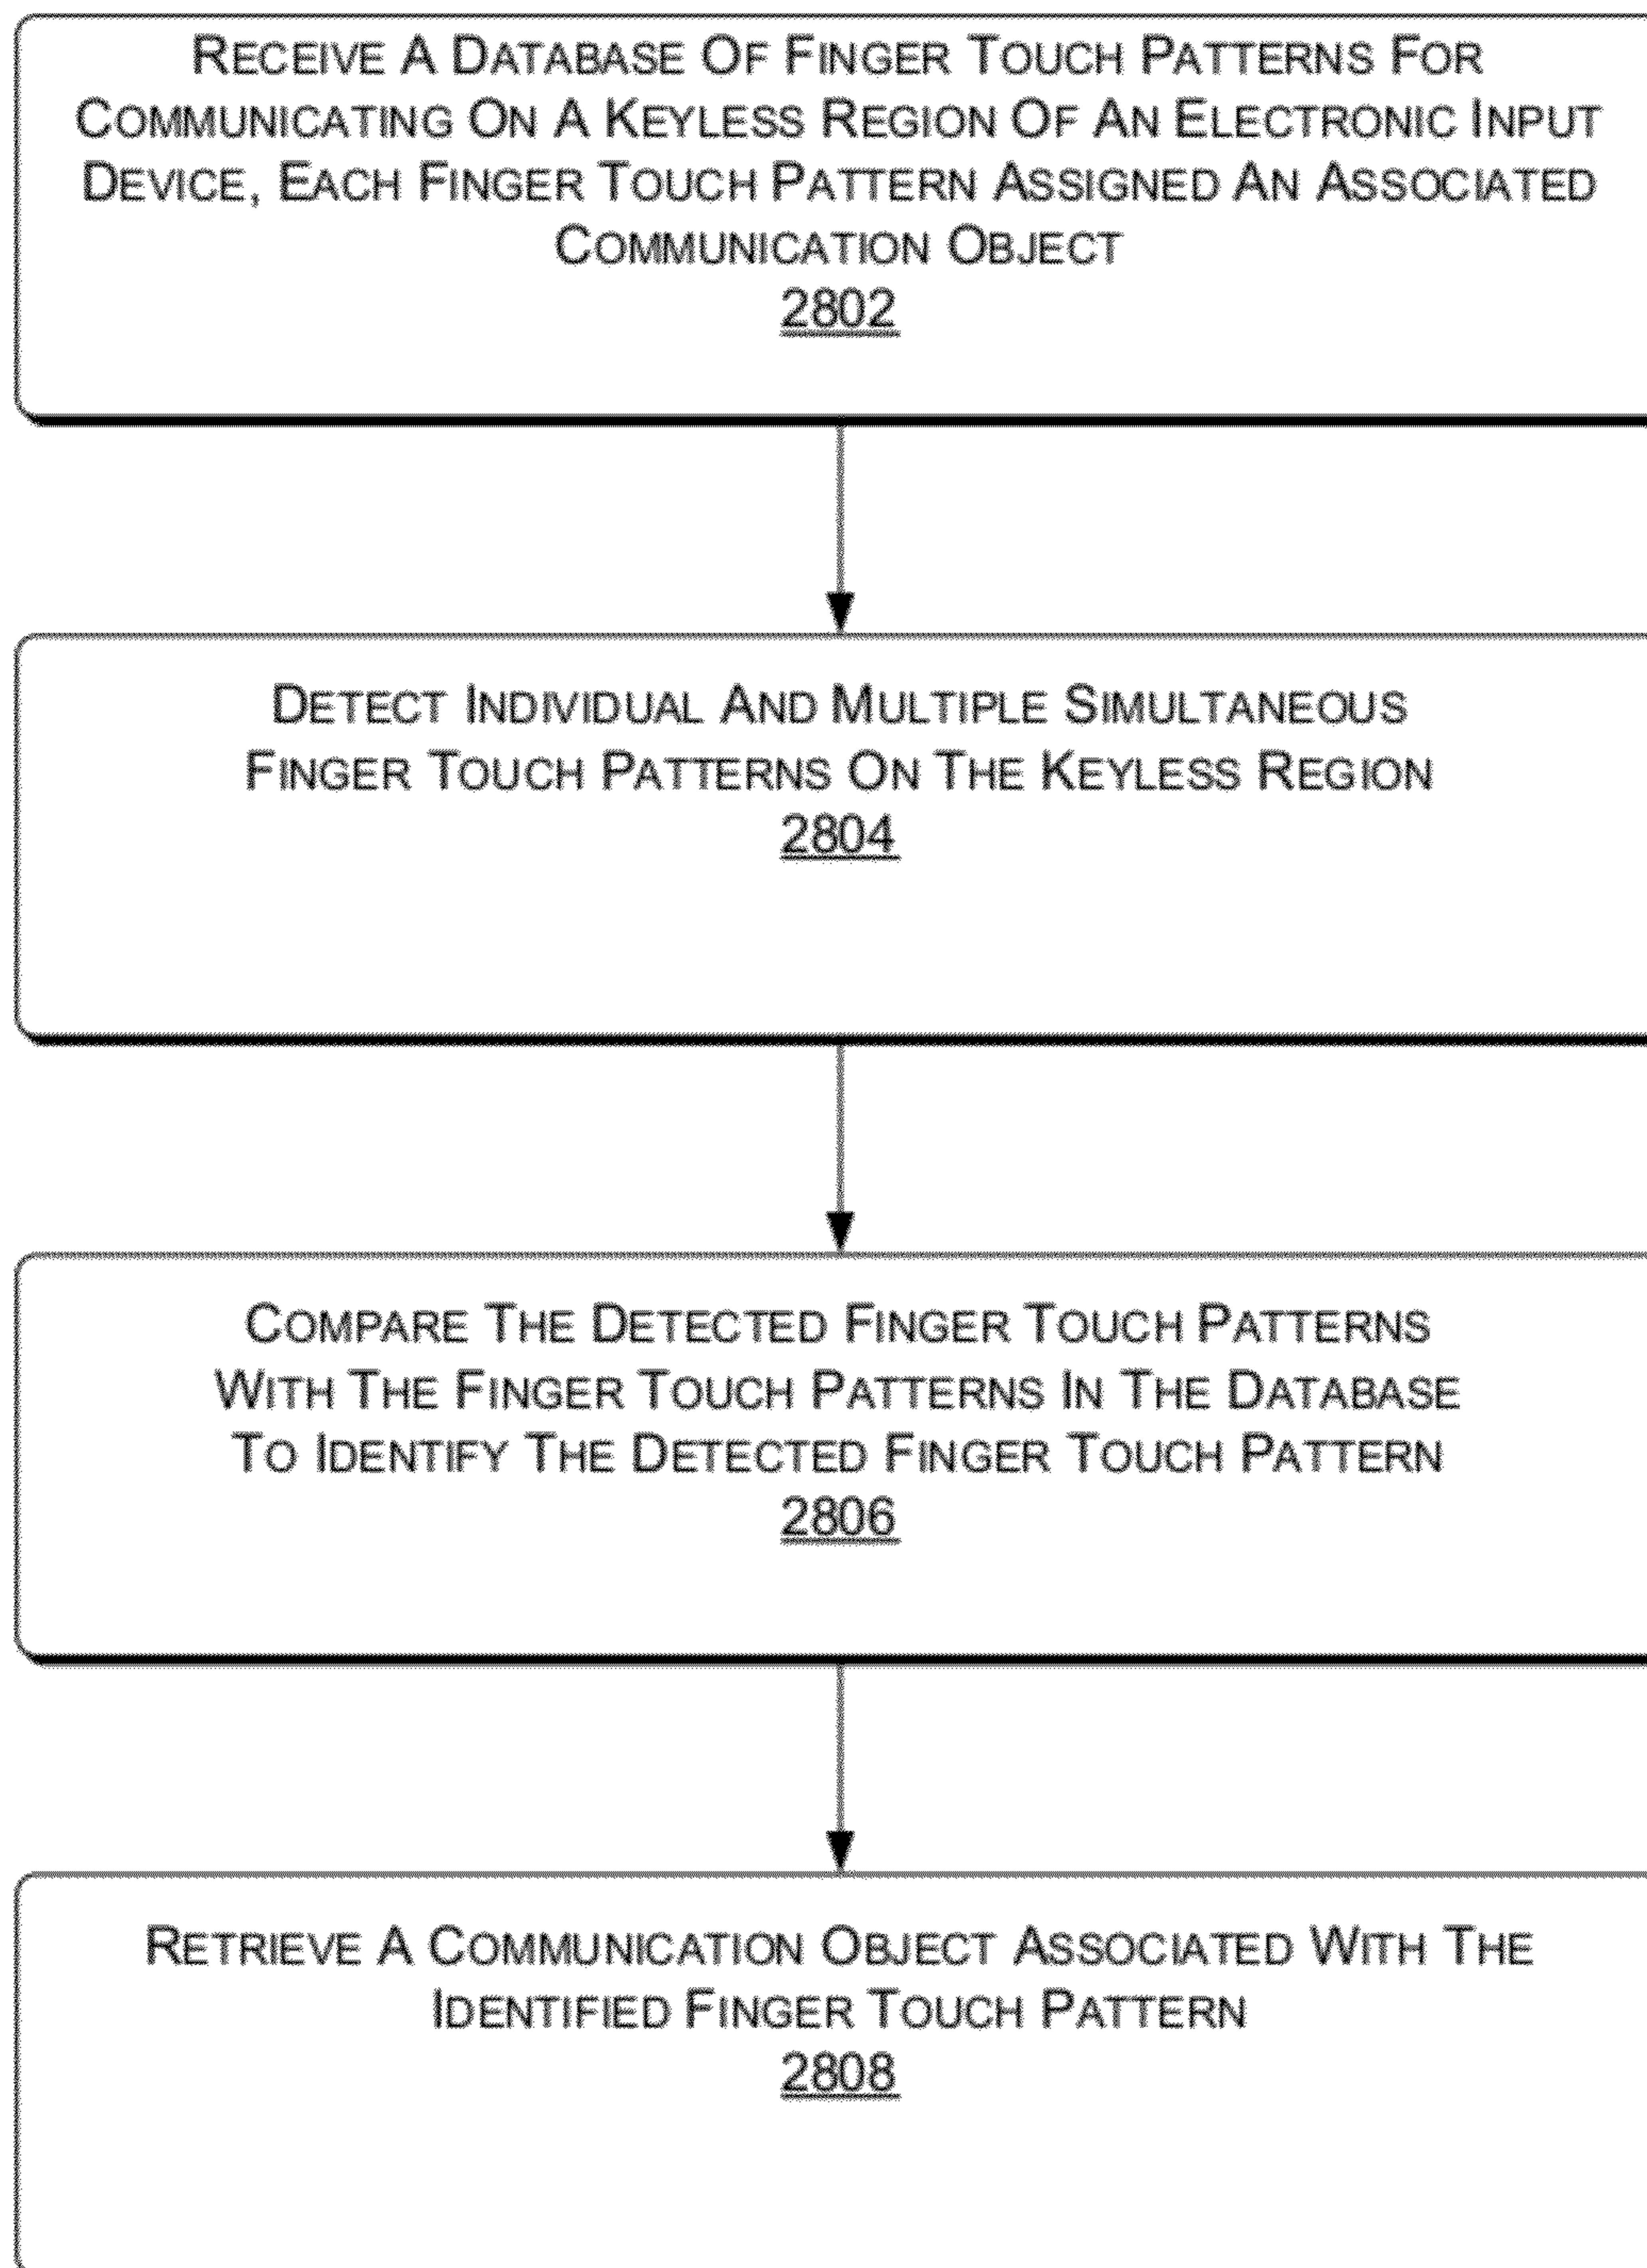 RECEIVE A DATABASE OF FINGER TOUCH PATTERNS FOR
COMMUNICATING ON A KEYLESS REGION OF AN ELECTRONIC INPUT
DEVICE, EACH FINGER TOUCH PATTERN ASSIGNED AN ASSOCIATED
COMMUNICATION OBJECT
2802
DETECT INDIVIDUAL AND MULTIPLE SIMULTANEOUS
FINGER TOUCH PATTERNS ON THE KEYLESS REGION
2804
COMPARE THE DETECTED FINGER TOUCH PATTERNS
WITH THE FINGER TOUCH PATTERNS IN THE DATABASE
TO IDENTIFY THE DETECTED FINGER TOUCH PATTERN
2806
RETRIEVE A COMMUNICATION OBJECT ASSOCIATED WITH THE
IDENTIFIED FINGER TOUCH PATTERN
2808